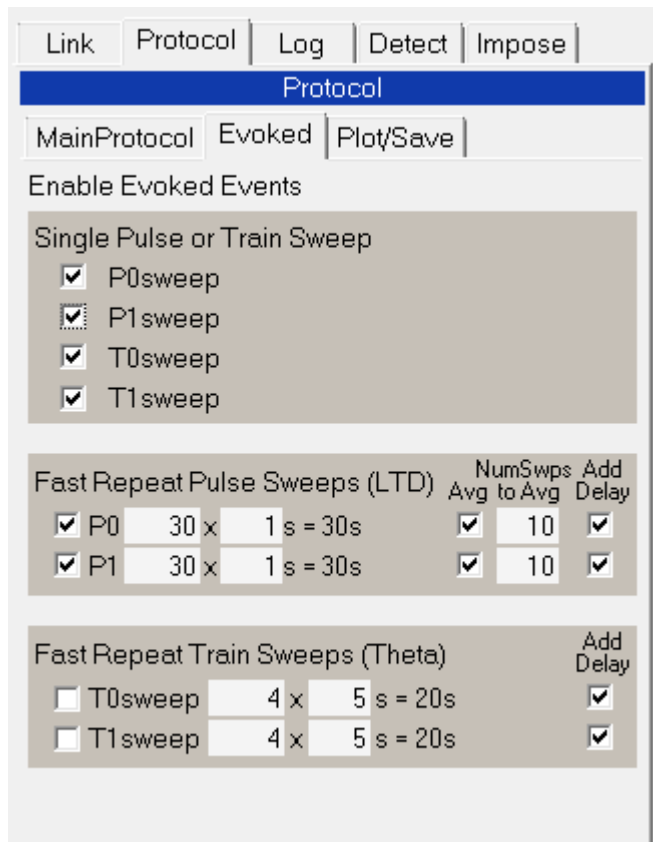 Link Protocol Log Detect Impose
Protocol
MainProtocol Evoked Plot/Save
Enable Evoked Events
Single Pulse or Train Sweep
P0sweep
P1sweep
T0sweep
T1sweep
Fast Repeat Pulse Sweeps (LTD) Avg NumSwps to Avg Add Delay
P0 30 x 1 s = 30s 10
P1 30 x 1 s = 30s 10
Fast Repeat Train Sweeps (Theta) Add Delay
T0sweep 4 x 5 s = 20s
T1sweep 4 x 5 s = 20s